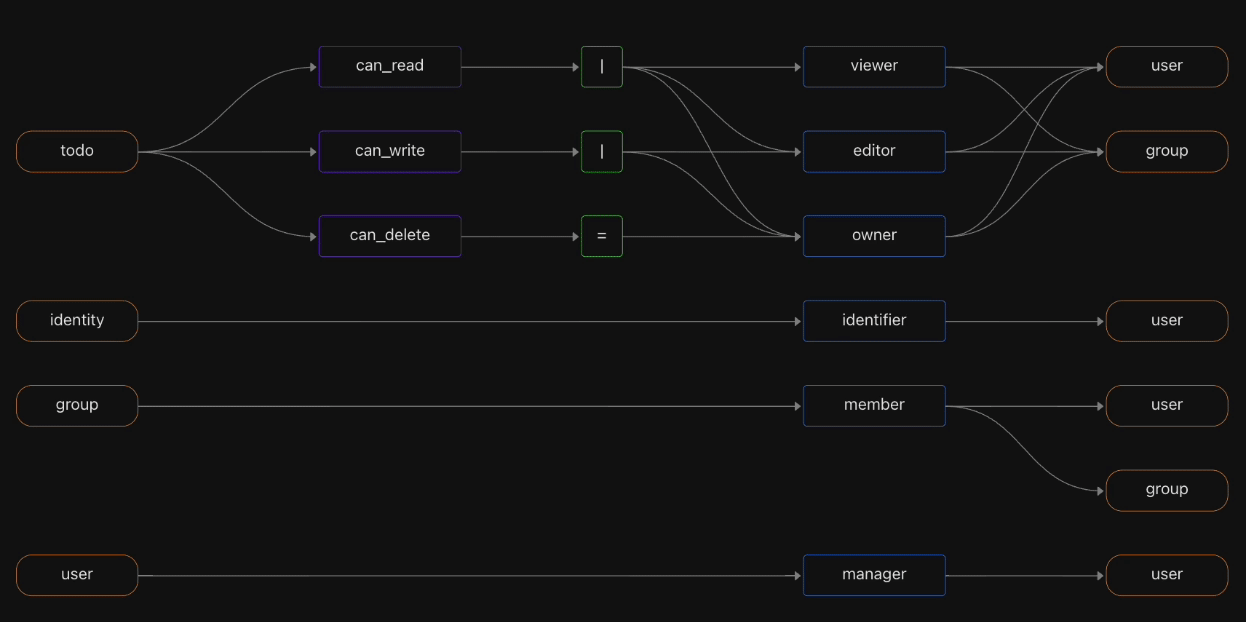 can_read | viewer user
todo can_write | editor group
can_delete = owner
identity identifier user
group member user
group
user manager user